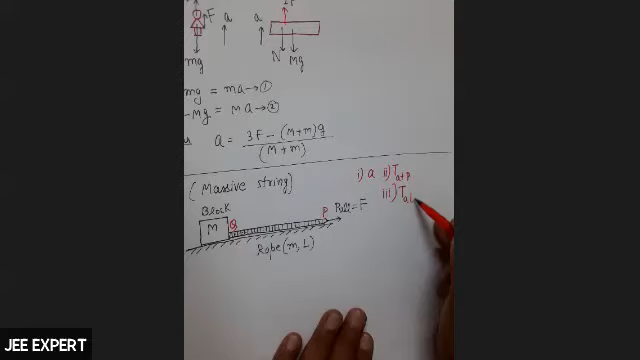 2F
F a a
N Mg
mg
mg = ma → ①
-Mg = Ma → ②
a = 3F - (M+m)g
(M+m)
(Massive string)
i) a ii) T at P
iii) T a
Block
M Q P Pull = F
Rope (m, L)
JEE EXPERT